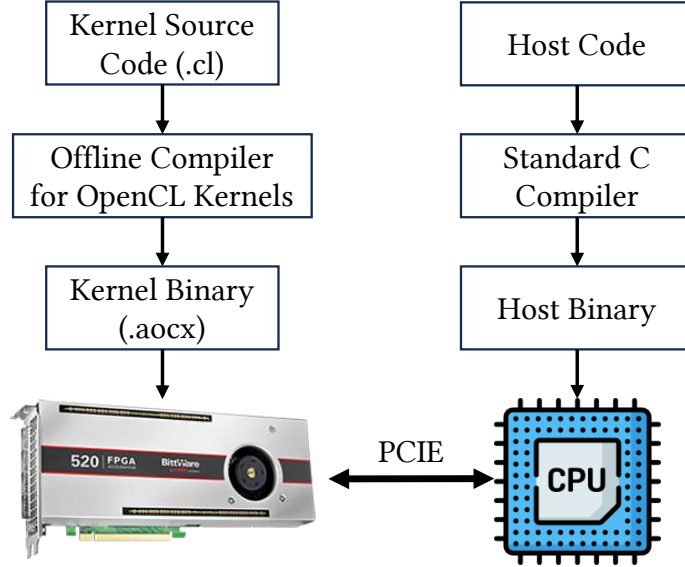 Kernel Source
Code (.cl)
Host Code
Offline Compiler
for OpenCL Kernels
Standard C
Compiler
Kernel Binary
(.aocx)
Host Binary
520 FPGA
BittWare
PCIE
CPU